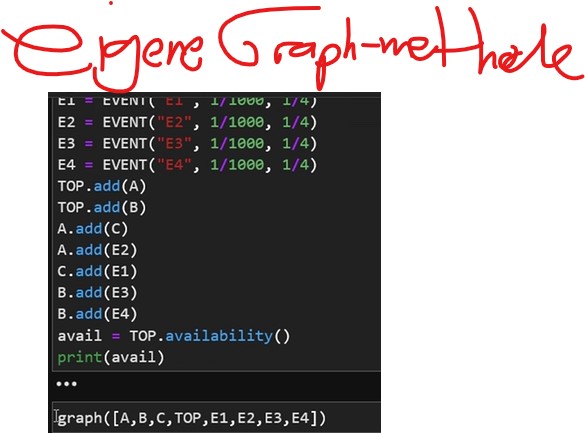 eigene Graph-methode
E1 = EVENT("E1", 1/1000, 1/4)
E2 = EVENT("E2", 1/1000, 1/4)
E3 = EVENT("E3", 1/1000, 1/4)
E4 = EVENT("E4", 1/1000, 1/4)
TOP.add(A)
TOP.add(B)
A.add(C)
A.add(E2)
C.add(E1)
B.add(E3)
B.add(E4)
avail = TOP.availability()
print(avail)
•••
graph([A,B,C,TOP,E1,E2,E3,E4])